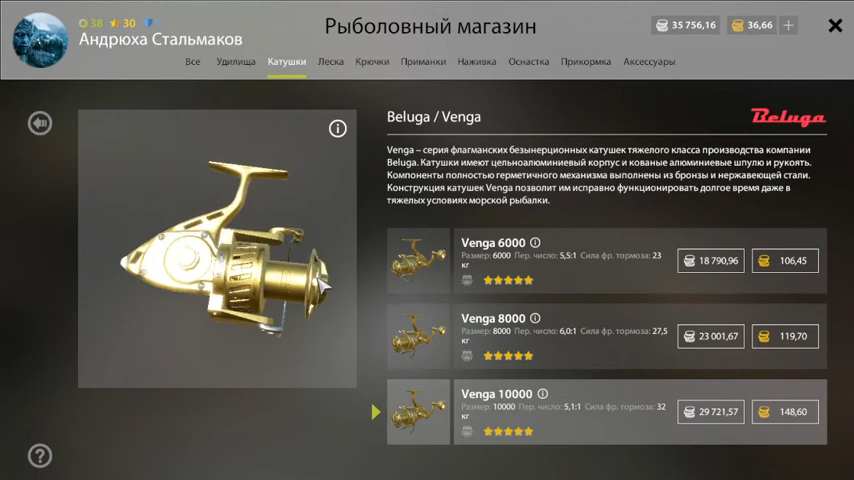 38 30
Андрюха Стальмаков
Рыболовный магазин
35 756,16
36,66
Все Удилища Катушки Леска Крючки Приманки Наживка Оснастка Прикормка Аксессуары
Beluga / Venga
Beluga
Venga – серия флагманских безынерционных катушек тяжелого класса производства компании
Beluga. Катушки имеют цельноалюминиевый корпус и кованые алюминиевые шпулю и рукоять.
Компоненты полностью герметичного механизма выполнены из бронзы и нержавеющей стали.
Конструкция катушек Venga позволит им исправно функционировать долгое время даже в
тяжелых условиях морской рыбалки.
Venga 6000
Размер: 6000 Пер. число: 5,5:1 Сила фр. тормоза: 23
кг
18 790,96
106,45
Venga 8000
Размер: 8000 Пер. число: 6,0:1 Сила фр. тормоза: 27,5
кг
23 001,67
119,70
Venga 10000
Размер: 10000 Пер. число: 5,1:1 Сила фр. тормоза: 32
кг
29 721,57
148,60